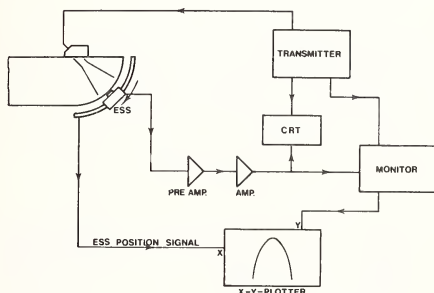 TRANSMITTER
ESS
CRT
PRE AMP.
AMP.
MONITOR
ESS POSITION SIGNAL
X
Y
X-Y-PLOTTER